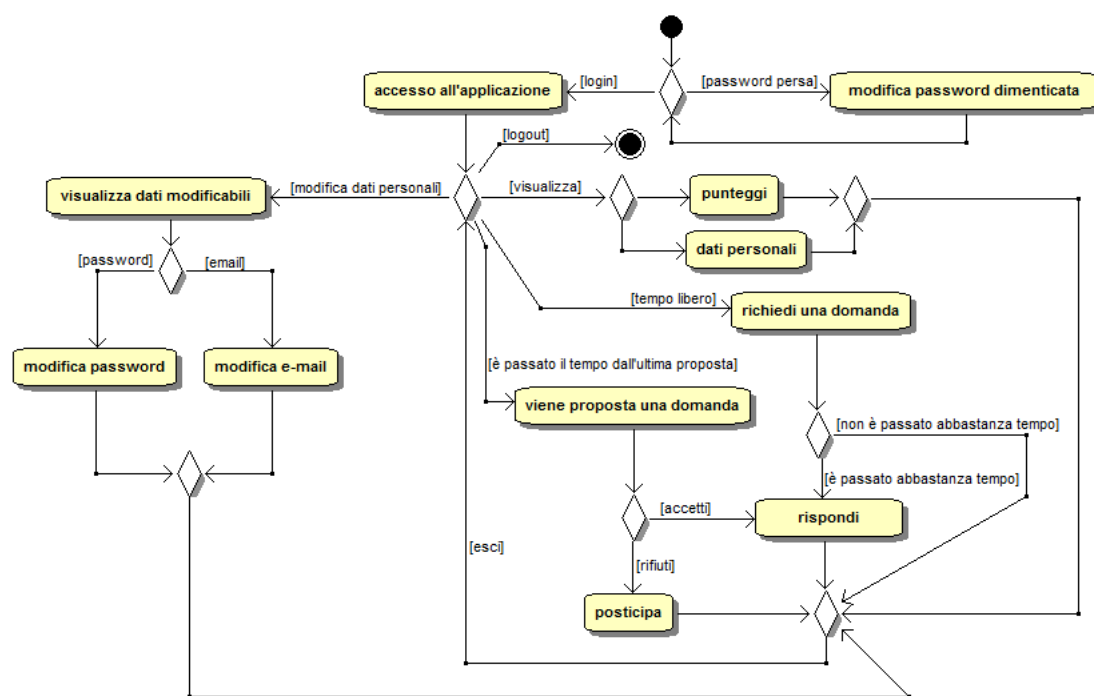 accesso all'applicazione
[login]
[password persa]
modifica password dimenticata
[logout]
visualizza dati modificabili
[modifica dati personali]
[visualizza]
punteggi
dati personali
[password]
[email]
[tempo libero]
richiedi una domanda
modifica password
modifica e-mail
[è passato il tempo dall'ultima proposta]
viene proposta una domanda
[non è passato abbastanza tempo]
[è passato abbastanza tempo]
[accetti]
rispondi
[esci]
[rifiuti]
posticipa